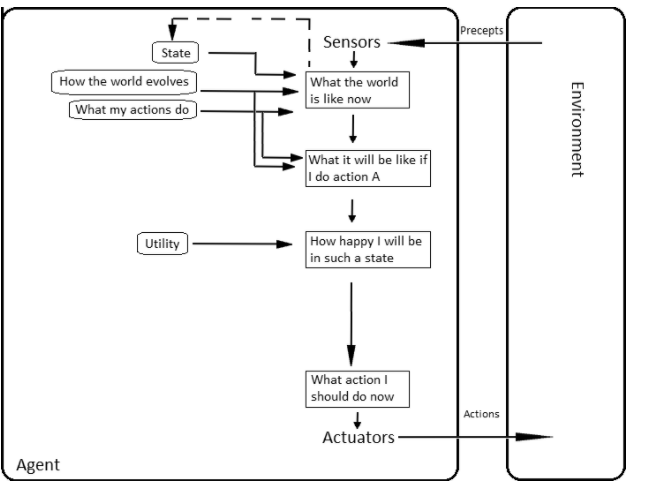 Precepts
Sensors
State
How the world evolves
What the world
is like now
What my actions do
Environment
What it will be like if
I do action A
Utility
How happy I will be
in such a state
What action I
should do now
Actions
Actuators
Agent